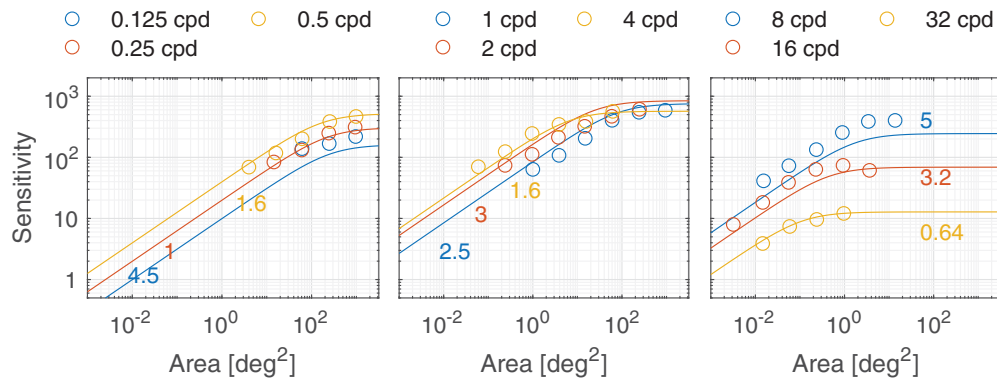 0.125 cpd 0.5 cpd 1 cpd 4 cpd 8 cpd 32 cpd
0.25 cpd 2 cpd 16 cpd
Sensitivity
10³
10²
10
1
1.6
1
4.5
10⁻² 10⁰ 10²
Area [deg²]
1.6
3
2.5
10⁻² 10⁰ 10²
Area [deg²]
5
3.2
0.64
10⁻² 10⁰ 10²
Area [deg²]